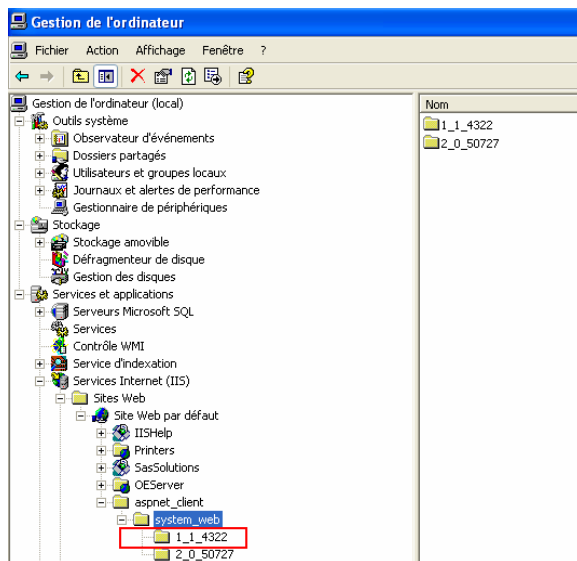 Gestion de l'ordinateur
Fichier Action Affichage Fenêtre ?
Gestion de l'ordinateur (local)
Outils système
Observateur d'événements
Dossiers partagés
Utilisateurs et groupes locaux
Journaux et alertes de performance
Gestionnaire de périphériques
Stockage
Stockage amovible
Défragmenteur de disque
Gestion des disques
Services et applications
Serveurs Microsoft SQL
Services
Contrôle WMI
Service d'indexation
Services Internet (IIS)
Sites Web
Site Web par défaut
IISHelp
Printers
SasSolutions
OEServer
aspnet_client
system_web
1_1_4322
2_0_50727
Nom
1_1_4322
2_0_50727